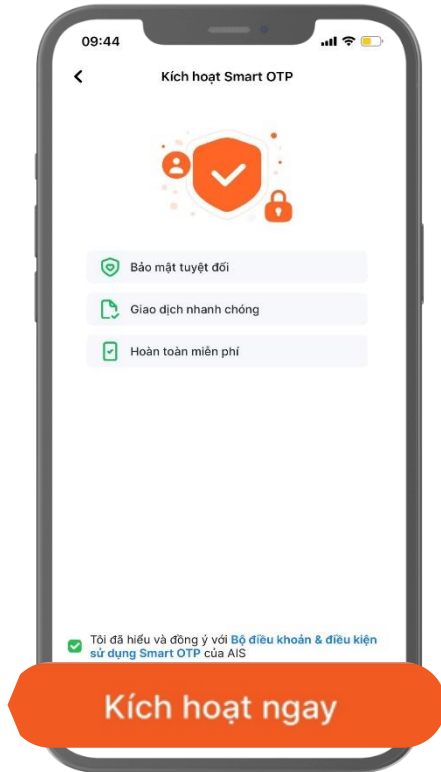 09:44
Kích hoạt Smart OTP
Bảo mật tuyệt đối
Giao dịch nhanh chóng
Hoàn toàn miễn phí
Tôi đã hiểu và đồng ý với Bộ điều khoản & điều kiện
sử dụng Smart OTP của AIS
Kích hoạt ngay